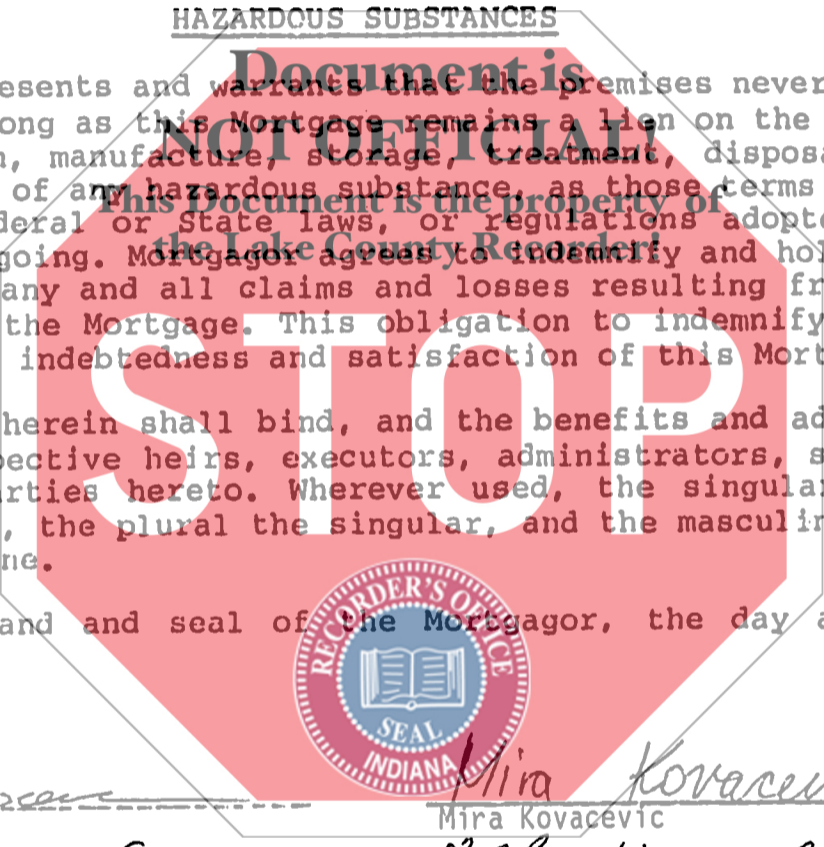 HAZARDOUS SUBSTANCES
Document is
esents and warrants that the premises never
ong as this Mortgage remains a lien on the
NOT OFFICIAL!
, manufacture, storage, treatment, disposa
of any hazardous substance, as those terms
This Document is the property of
deral or State laws, or regulations adopte
the Lake County Recorder!
going. Mortgagor agrees to indemnify and hol
any and all claims and losses resulting fr
the Mortgage. This obligation to indemnify
indebtedness and satisfaction of this Mort
STOP
herein shall bind, and the benefits and ad
pective heirs, executors, administrators, s
rties hereto. Wherever used, the singular
, the plural the singular, and the masculin
ne.
and and seal of the Mortgagor, the day a
RECORDER'S OFFICE
SEAL
INDIANA
Mira Kovacev
Mira Kovacevic